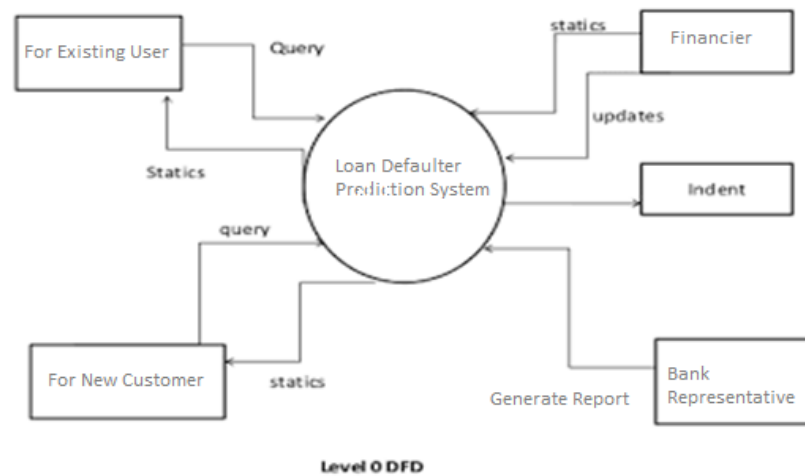 For Existing User
Query
statics
Financier
updates
Statics
Loan Defaulter
Prediction System
Indent
query
For New Customer
statics
Generate Report
Bank
Representative
Level 0 DFD